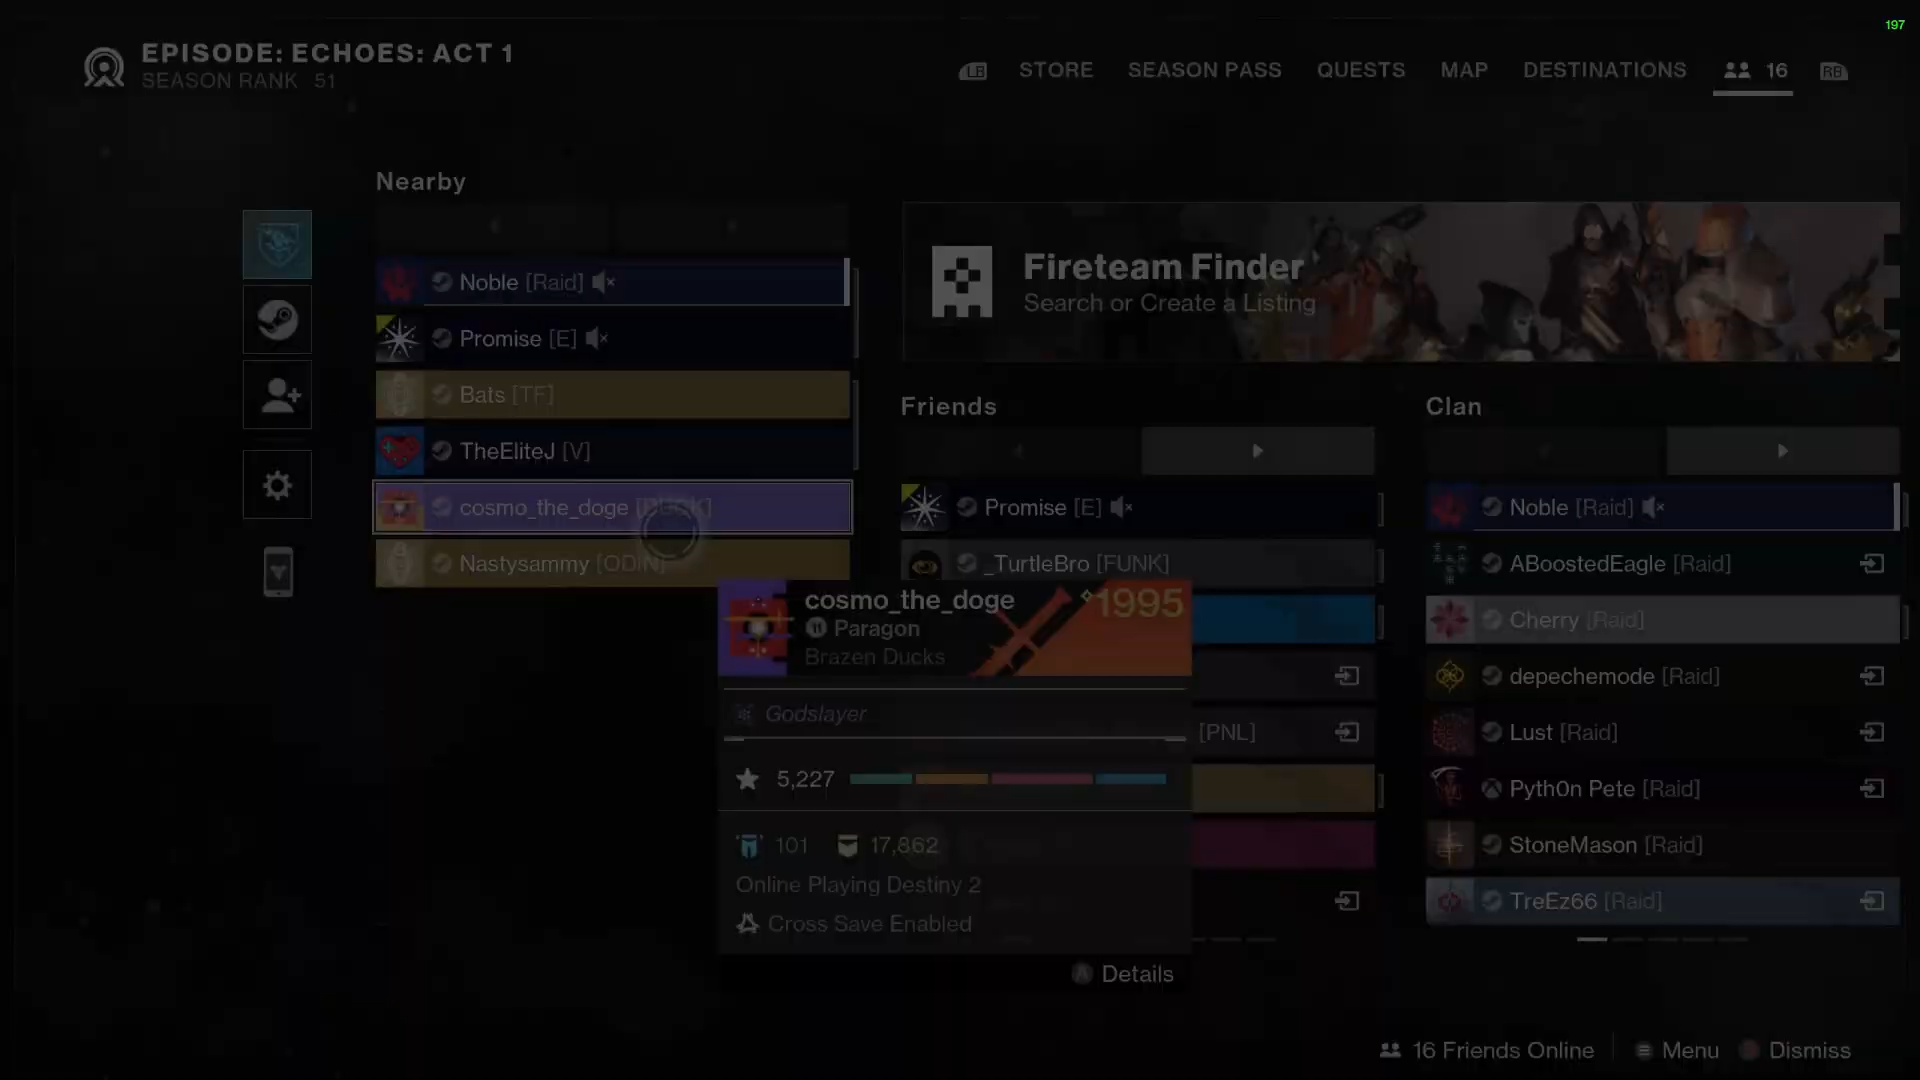 197
EPISODE: ECHOES: ACT 1
SEASON RANK 51
LB STORE SEASON PASS QUESTS MAP DESTINATIONS 16 RB
Nearby
Noble [Raid]
Promise [E]
Bats [TF]
TheEliteJ [V]
cosmo_the_doge [DUCK]
Nastysammy [ODIN]
Fireteam Finder
Search or Create a Listing
Friends
Promise [E]
_TurtleBro [FUNK]
[PNL]
cosmo_the_doge
1995
11 Paragon
Brazen Ducks
Godslayer
5,227
101 17,862
Online Playing Destiny 2
Cross Save Enabled
A Details
Clan
Noble [Raid]
ABoostedEagle [Raid]
Cherry [Raid]
depechemode [Raid]
Lust [Raid]
Pyth0n Pete [Raid]
StoneMason [Raid]
TreEz66 [Raid]
16 Friends Online
Menu
Dismiss